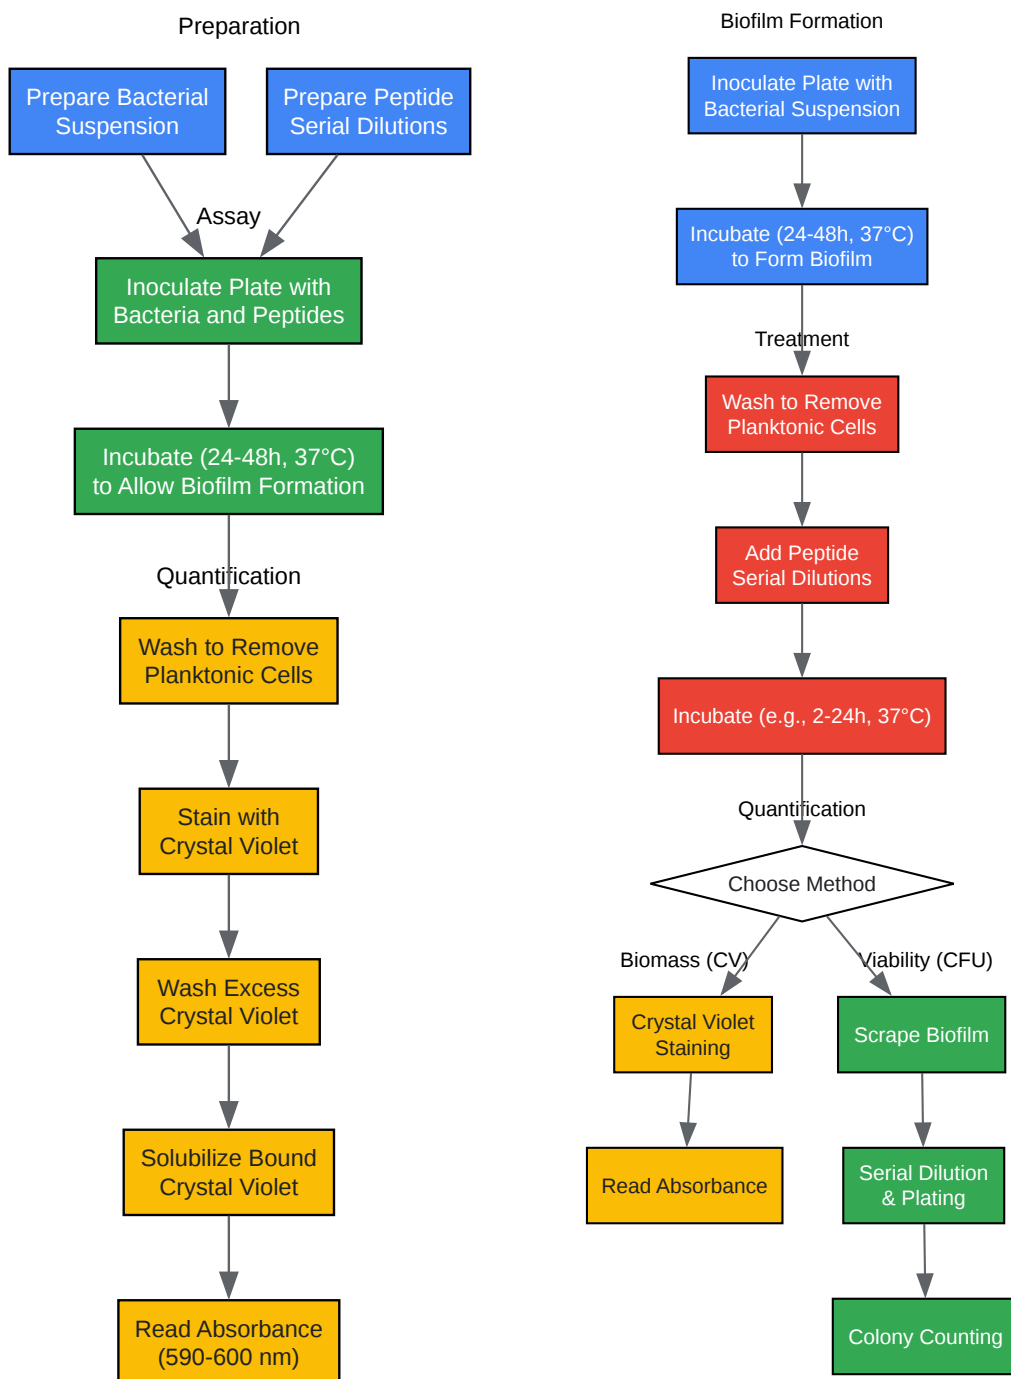 Preparation
Prepare Bacterial
Suspension
Prepare Peptide
Serial Dilutions
Assay
Inoculate Plate with
Bacteria and Peptides
Incubate (24-48h, 37°C)
to Allow Biofilm Formation
Quantification
Wash to Remove
Planktonic Cells
Stain with
Crystal Violet
Wash Excess
Crystal Violet
Solubilize Bound
Crystal Violet
Read Absorbance
(590-600 nm)
Biofilm Formation
Inoculate Plate with
Bacterial Suspension
Incubate (24-48h, 37°C)
to Form Biofilm
Treatment
Wash to Remove
Planktonic Cells
Add Peptide
Serial Dilutions
Incubate (e.g., 2-24h, 37°C)
Quantification
Choose Method
Biomass (CV)
Crystal Violet
Staining
Read Absorbance
Viability (CFU)
Scrape Biofilm
Serial Dilution
& Plating
Colony Counting